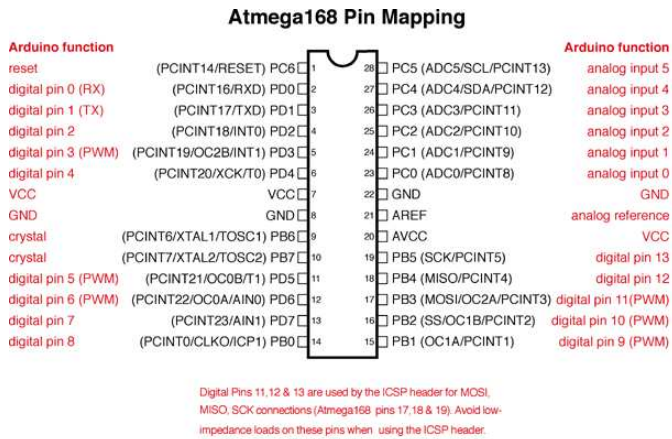 Atmega168 Pin Mapping
Arduino function Arduino function
reset (PCINT14/RESET) PC6 1 28 PC5 (ADC5/SCL/PCINT13) analog input 5
digital pin 0 (RX) (PCINT16/RXD) PD0 2 27 PC4 (ADC4/SDA/PCINT12) analog input 4
digital pin 1 (TX) (PCINT17/TXD) PD1 3 26 PC3 (ADC3/PCINT11) analog input 3
digital pin 2 (PCINT18/INT0) PD2 4 25 PC2 (ADC2/PCINT10) analog input 2
digital pin 3 (PWM) (PCINT19/OC2B/INT1) PD3 5 24 PC1 (ADC1/PCINT9) analog input 1
digital pin 4 (PCINT20/XCK/T0) PD4 6 23 PC0 (ADC0/PCINT8) analog input 0
VCC VCC 7 22 GND GND
GND GND 8 21 AREF analog reference
crystal (PCINT6/XTAL1/TOSC1) PB6 9 20 AVCC VCC
crystal (PCINT7/XTAL2/TOSC2) PB7 10 19 PB5 (SCK/PCINT5) digital pin 13
digital pin 5 (PWM) (PCINT21/OC0B/T1) PD5 11 18 PB4 (MISO/PCINT4) digital pin 12
digital pin 6 (PWM) (PCINT22/OC0A/AIN0) PD6 12 17 PB3 (MOSI/OC2A/PCINT3) digital pin 11(PWM)
digital pin 7 (PCINT23/AIN1) PD7 13 16 PB2 (SS/OC1B/PCINT2) digital pin 10 (PWM)
digital pin 8 (PCINT0/CLKO/ICP1) PB0 14 15 PB1 (OC1A/PCINT1) digital pin 9 (PWM)
Digital Pins 11,12 & 13 are used by the ICSP header for MOSI,
MISO, SCK connections (Atmega168 pins 17,18 & 19). Avoid low-
impedance loads on these pins when using the ICSP header.